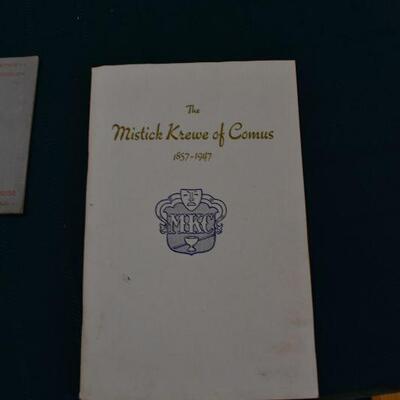 The
Mistick Krewe of Comus
1857-1947
MKC